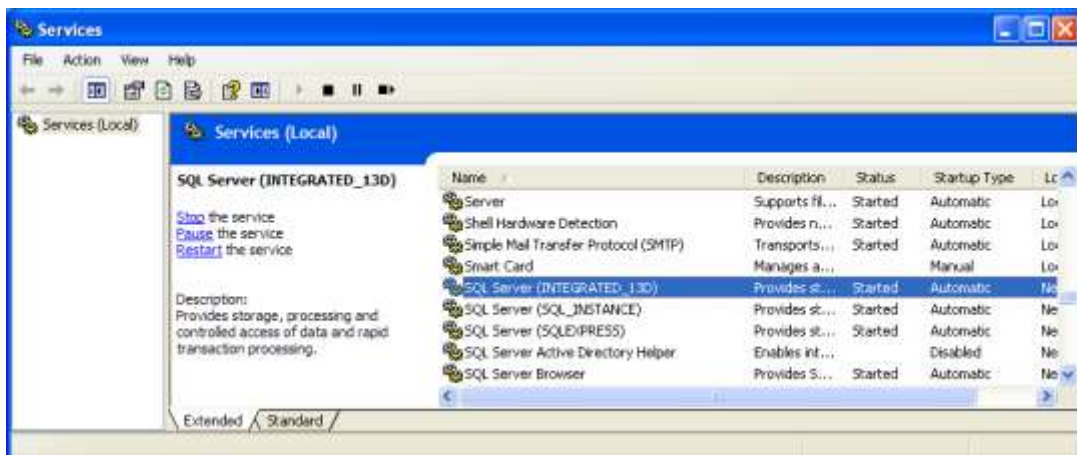 Services
File Action View Help
Services (Local)
Services (Local)
SQL Server (INTEGRATED_13D)
Stop the service
Pause the service
Restart the service
Description:
Provides storage, processing and
controlled access of data and rapid
transaction processing.
Name Description Status Startup Type
Server Supports fil... Started Automatic
Shell Hardware Detection Provides n... Started Automatic
Simple Mail Transfer Protocol (SMTP) Transports... Started Automatic
Smart Card Manages a... Manual
SQL Server (INTEGRATED_13D) Provides st... Started Automatic
SQL Server (SQL_INSTANCE) Provides st... Started Automatic
SQL Server (SQLEXPRESS) Provides st... Started Automatic
SQL Server Active Directory Helper Enables int... Disabled
SQL Server Browser Provides S... Started Automatic
Extended Standard